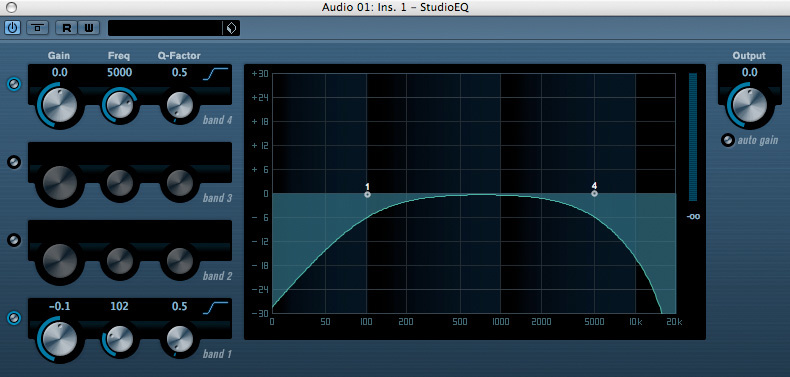 Audio 01: Ins. 1 – StudioEQ
R W
Gain Freq Q-Factor
0.0 5000 0.5
band 4
band 3
band 2
-0.1 102 0.5
band 1
+30
+24
+18
+12
+6
0
-6
-12
-18
-24
-30
1
4
0 50 100 200 500 1000 2000 5000 10k 20k
-∞
Output
0.0
auto gain